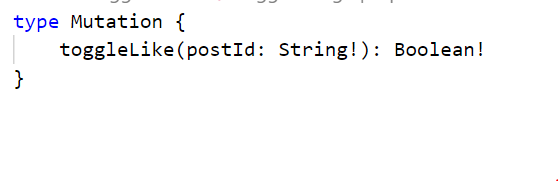 type Mutation {
    toggleLike(postId: String!): Boolean!
}